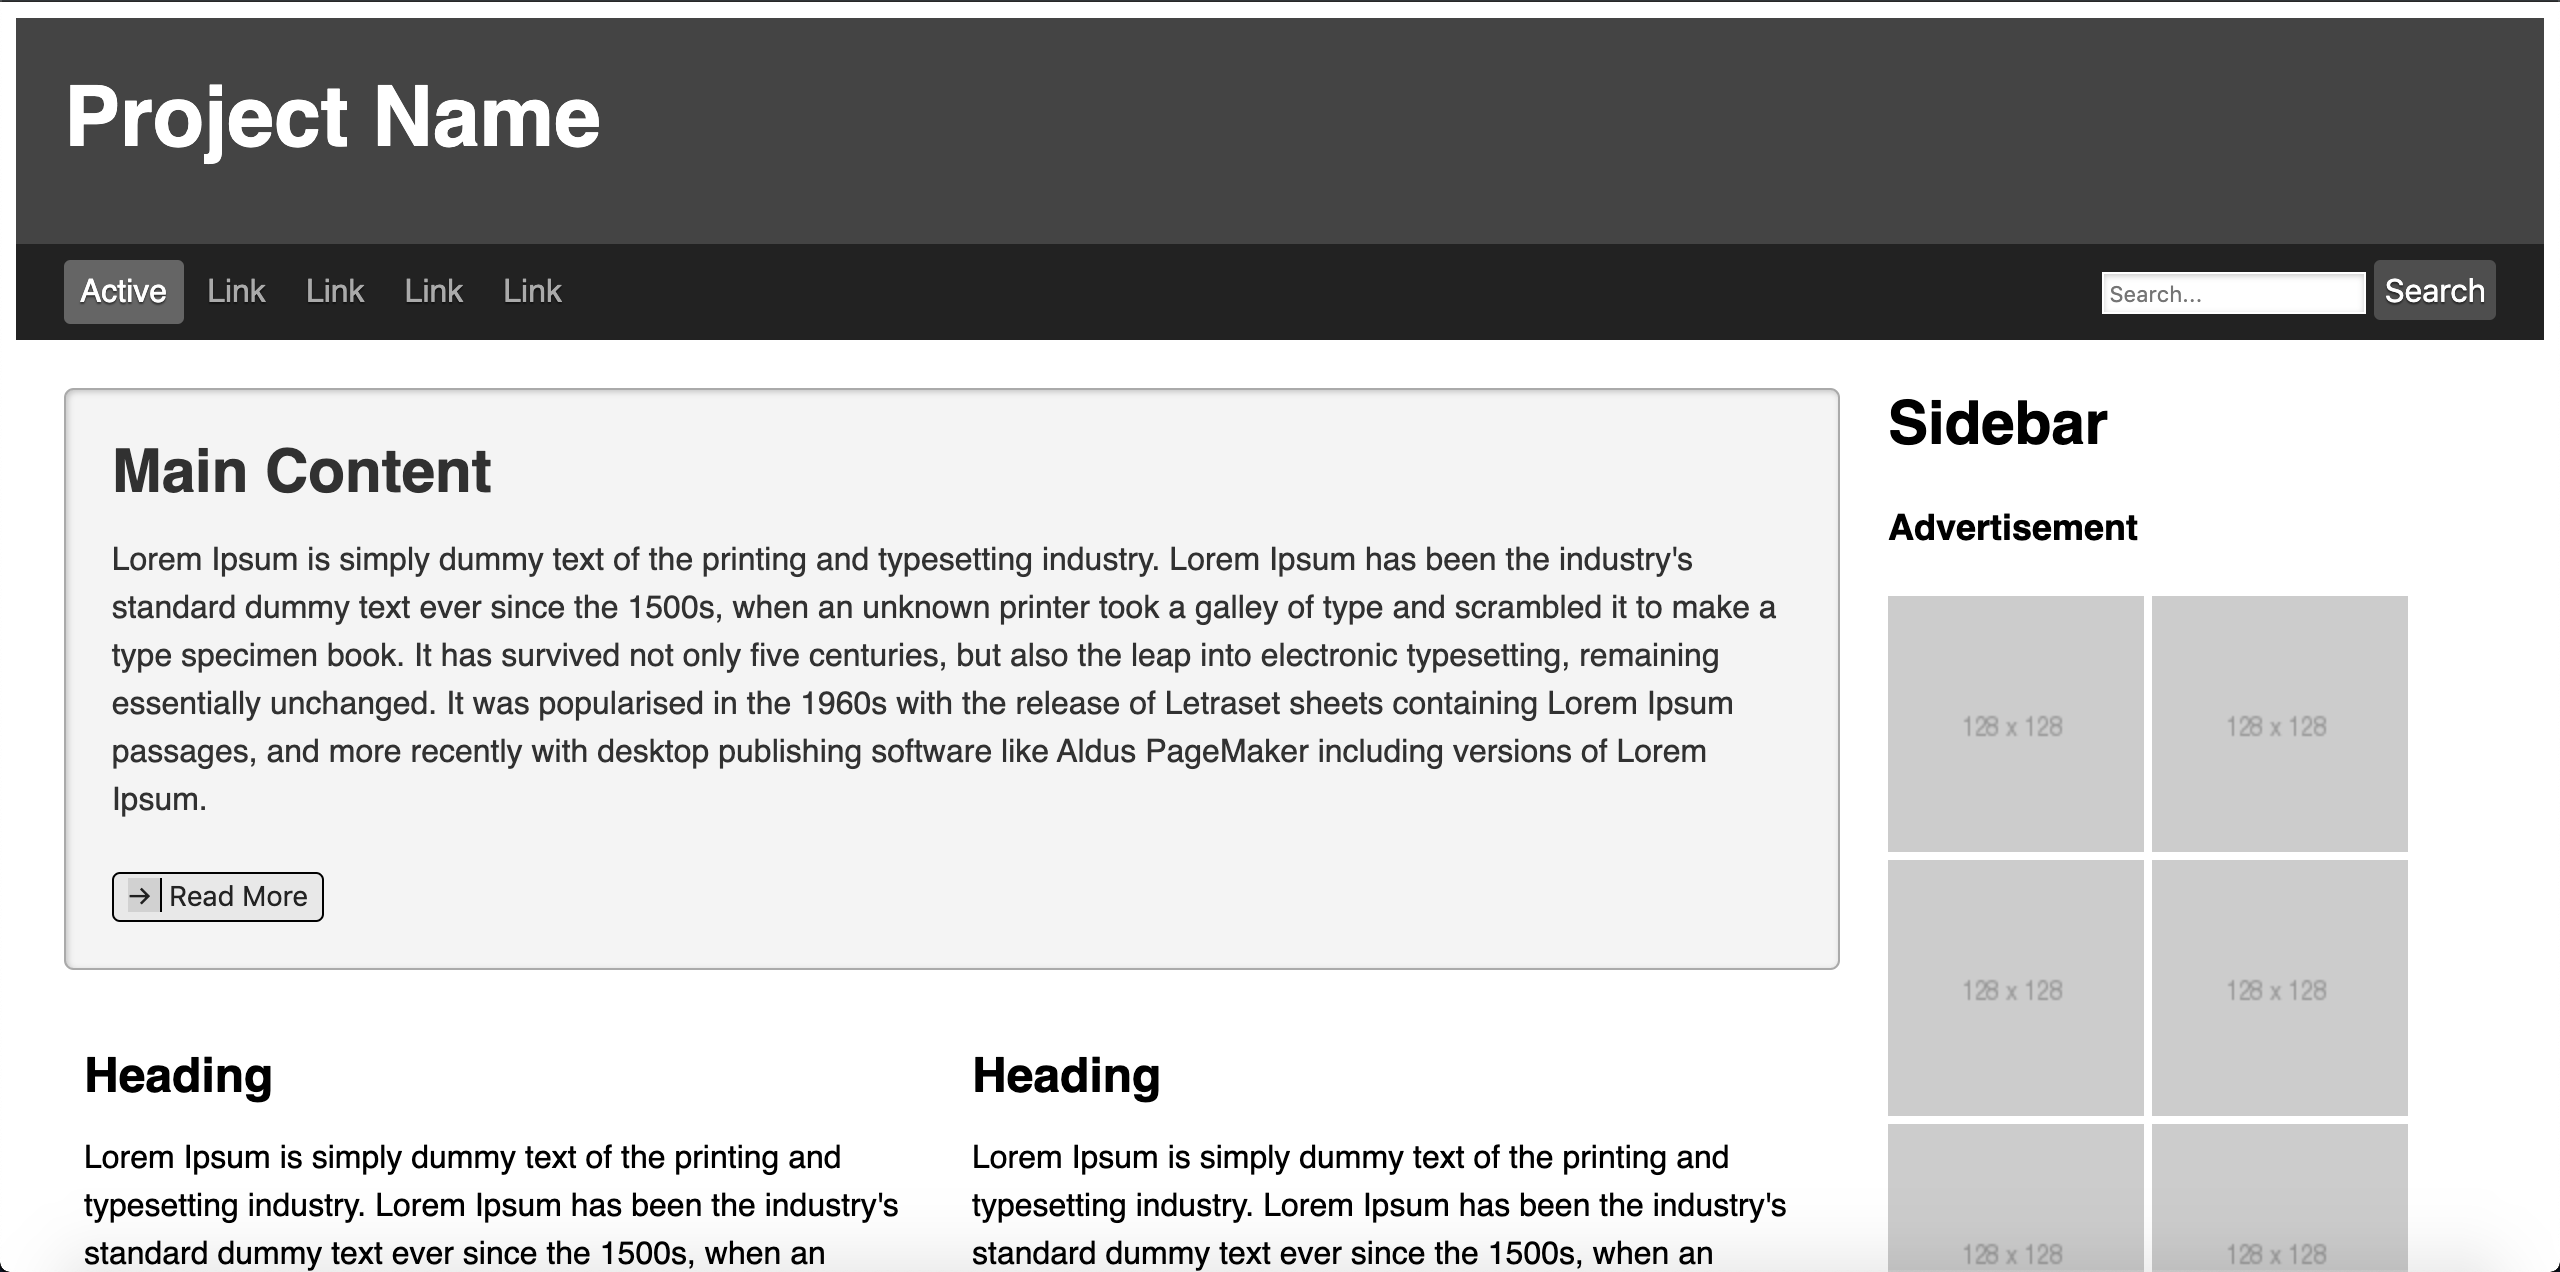 Project Name
Active Link Link Link Link
Search... Search
Main Content
Lorem Ipsum is simply dummy text of the printing and typesetting industry. Lorem Ipsum has been the industry's
standard dummy text ever since the 1500s, when an unknown printer took a galley of type and scrambled it to make a
type specimen book. It has survived not only five centuries, but also the leap into electronic typesetting, remaining
essentially unchanged. It was popularised in the 1960s with the release of Letraset sheets containing Lorem Ipsum
passages, and more recently with desktop publishing software like Aldus PageMaker including versions of Lorem
Ipsum.
→ Read More
Heading
Lorem Ipsum is simply dummy text of the printing and
typesetting industry. Lorem Ipsum has been the industry's
standard dummy text ever since the 1500s, when an
Heading
Lorem Ipsum is simply dummy text of the printing and
typesetting industry. Lorem Ipsum has been the industry's
standard dummy text ever since the 1500s, when an
Sidebar
Advertisement
128 x 128 128 x 128
128 x 128 128 x 128
128 x 128 128 x 128